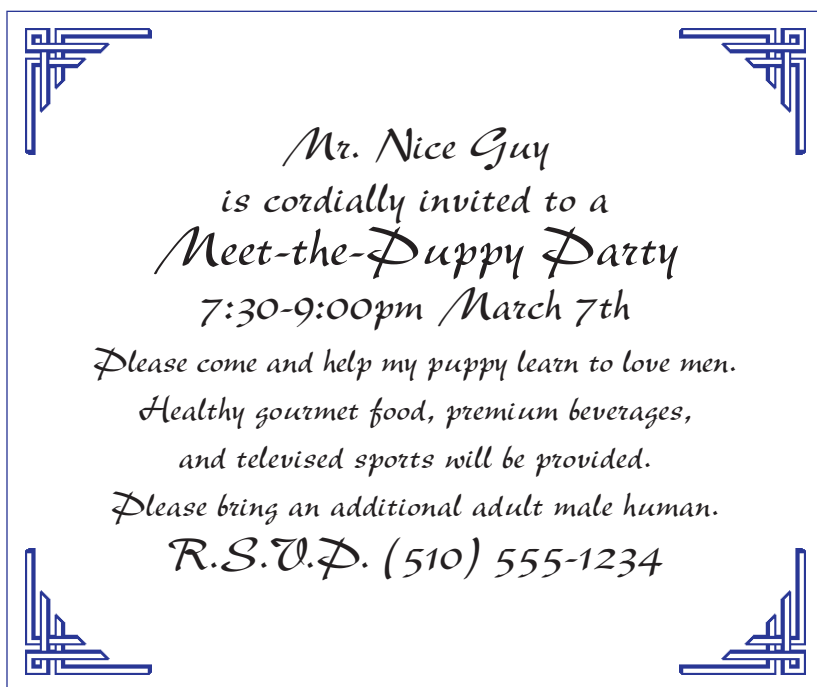 Mr. Nice Guy
is cordially invited to a
Meet-the-Puppy Party
7:30-9:00pm March 7th
Please come and help my puppy learn to love men.
Healthy gourmet food, premium beverages,
and televised sports will be provided.
Please bring an additional adult male human.
R.S.V.P. (510) 555-1234